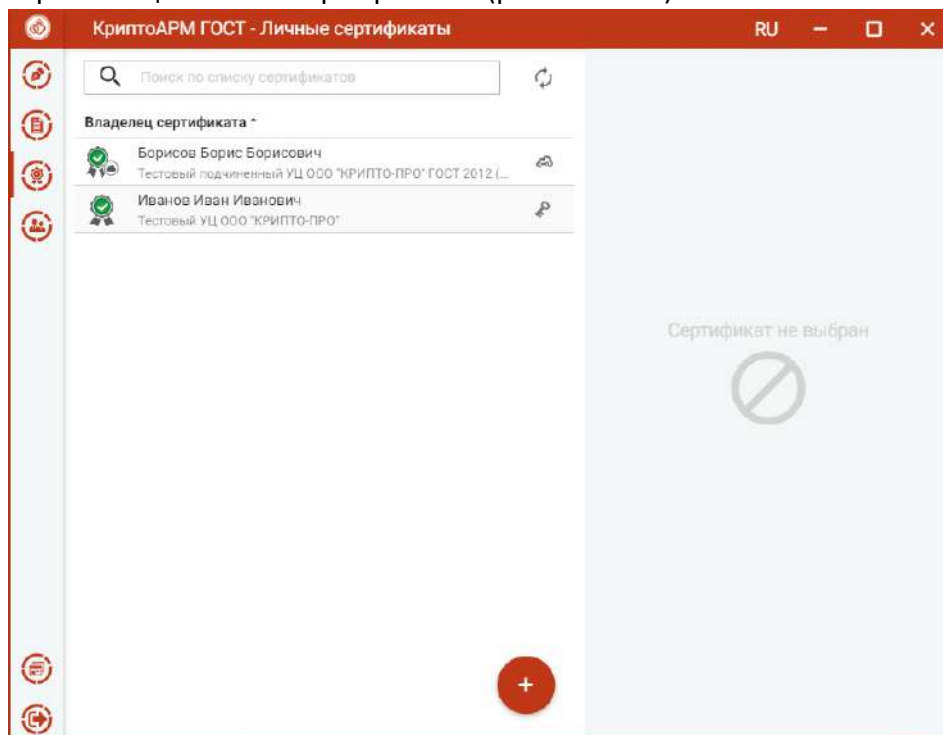 КриптоАРМ ГОСТ - Личные сертификаты RU
Поиск по списку сертификатов
Владелец сертификата
Борисов Борис Борисович
Тестовый подчиненный УЦ ООО "КРИПТО-ПРО" ГОСТ 2012 (...
Иванов Иван Иванович
Тестовый УЦ ООО "КРИПТО-ПРО"
Сертификат не выбран